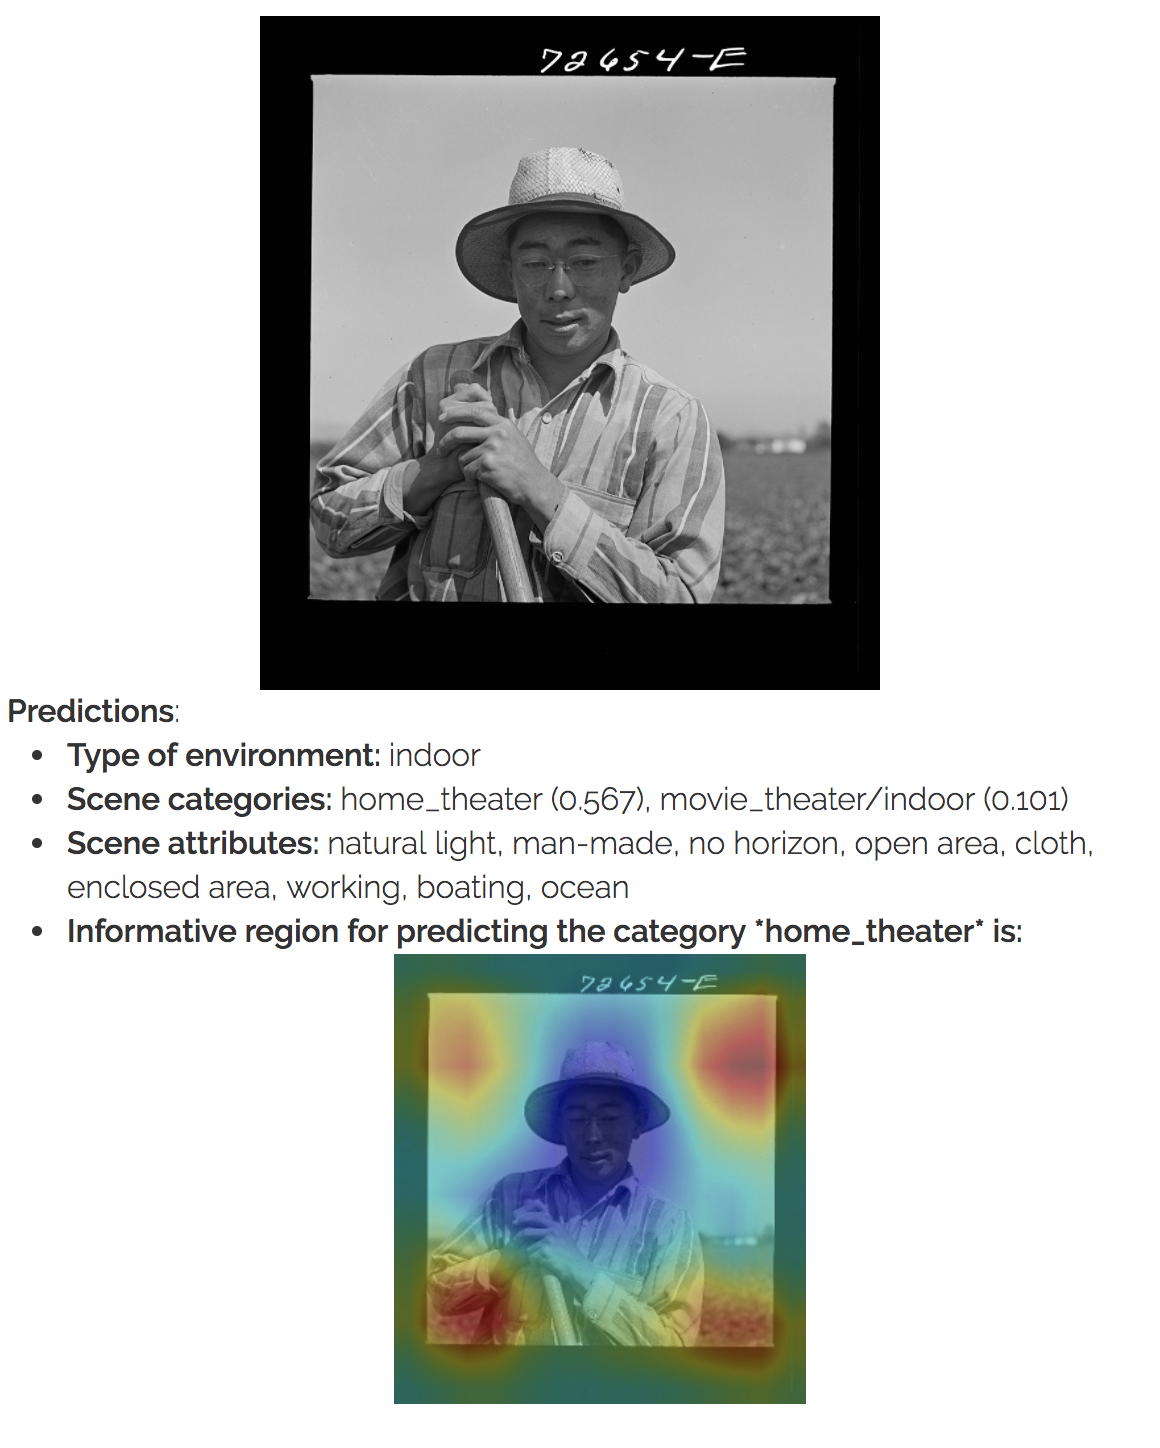 72654-E
Predictions:
• Type of environment: indoor
• Scene categories: home_theater (0.567), movie_theater/indoor (0.101)
• Scene attributes: natural light, man-made, no horizon, open area, cloth,
enclosed area, working, boating, ocean
• Informative region for predicting the category *home_theater* is:
72654-E